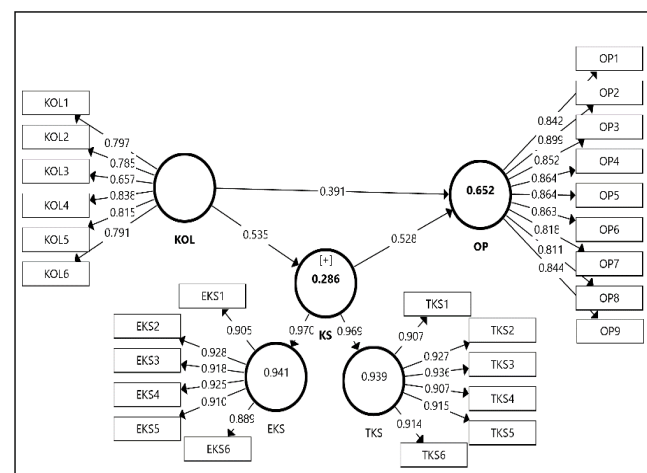 OP1
OP2
OP3
OP4
OP5
OP6
OP7
OP8
OP9
0.842
0.899
0.852
0.864
0.864
0.863
0.818
0.811
0.844
KOL1
KOL2
KOL3
KOL4
KOL5
KOL6
0.797
0.785
0.657
0.838
0.815
0.791
KOL
0.391
0.652
OP
0.535
0.528
[+]
0.286
KS
0.970
0.969
EKS1
EKS2
EKS3
EKS4
EKS5
EKS6
0.905
0.928
0.918
0.925
0.910
0.889
0.941
EKS
TKS1
TKS2
TKS3
TKS4
TKS5
TKS6
0.907
0.927
0.936
0.907
0.915
0.914
0.939
TKS